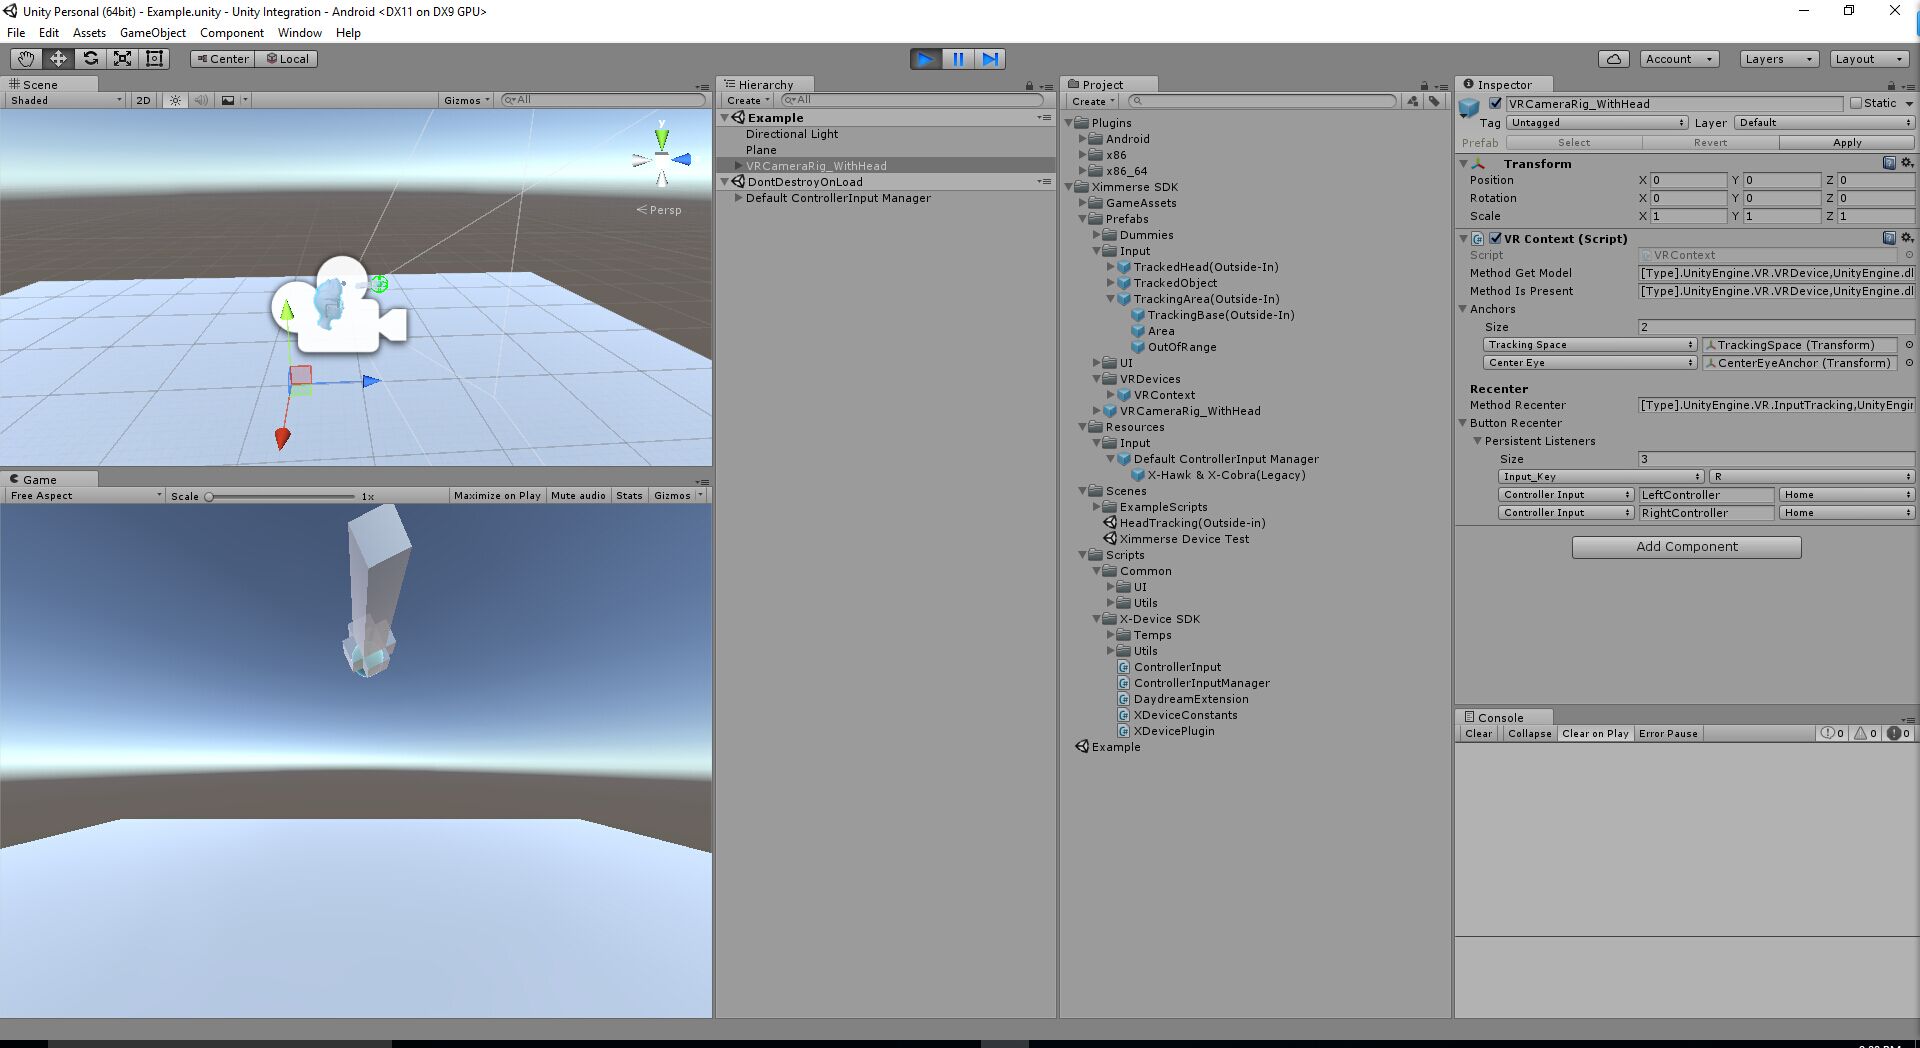 Unity Personal (64bit) - Example.unity - Unity Integration - Android <DX11 on DX9 GPU>
File Edit Assets GameObject Component Window Help
Center Local Account Layers Layout
Scene
Shaded 2D Gizmos All
y
Persp
Game
Free Aspect Scale 1x Maximize on Play Mute audio Stats Gizmos
Hierarchy
Create All
Example
Directional Light
Plane
VRCameraRig_WithHead
DontDestroyOnLoad
Default ControllerInput Manager
Project
Create
Plugins
Android
x86
x86_64
Ximmerse SDK
GameAssets
Prefabs
Dummies
Input
TrackedHead(Outside-In)
TrackedObject
TrackingArea(Outside-In)
TrackingBase(Outside-In)
Area
OutOfRange
UI
VRDevices
VRContext
VRCameraRig_WithHead
Resources
Input
Default ControllerInput Manager
X-Hawk & X-Cobra(Legacy)
Scenes
ExampleScripts
HeadTracking(Outside-in)
Ximmerse Device Test
Scripts
Common
UI
Utils
X-Device SDK
Temps
Utils
ControllerInput
ControllerInputManager
DaydreamExtension
XDeviceConstants
XDevicePlugin
Example
Inspector
VRCameraRig_WithHead Static
Tag Untagged Layer Default
Prefab Select Revert Apply
Transform
Position X 0 Y 0 Z 0
Rotation X 0 Y 0 Z 0
Scale X 1 Y 1 Z 1
VR Context (Script)
Script VRContext
Method Get Model [Type].UnityEngine.VR.VRDevice,UnityEngine.dl
Method Is Present [Type].UnityEngine.VR.VRDevice,UnityEngine.dl
Anchors
Size 2
Tracking Space TrackingSpace (Transform)
Center Eye CenterEyeAnchor (Transform)
Recenter
Method Recenter [Type].UnityEngine.VR.InputTracking,UnityEngin
Button Recenter
Persistent Listeners
Size 3
Input_Key R
Controller Input LeftController Home
Controller Input RightController Home
Add Component
Console
Clear Collapse Clear on Play Error Pause 0 0 0